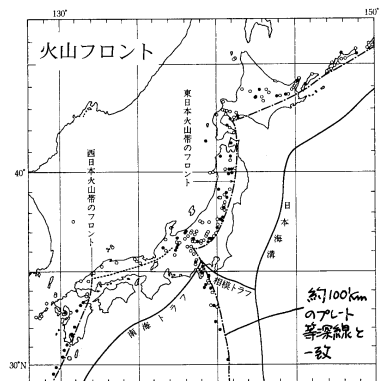 130°
150°
火山フロント
東日本火山帯のフロント
西日本火山帯のフロント
40°
日本海溝
相模トラフ
南海トラフ
約100km
のプレート
等深線と
一致
30°N